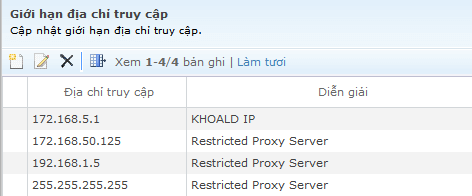 Giới hạn địa chỉ truy cập
Cập nhật giới hạn địa chỉ truy cập.
Xem 1-4/4 bản ghi | Làm tươi
Địa chỉ truy cập Diễn giải
172.168.5.1 KHOALD IP
172.168.50.125 Restricted Proxy Server
192.168.1.5 Restricted Proxy Server
255.255.255.255 Restricted Proxy Server